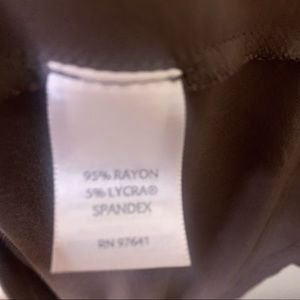 95% RAYON
5% LYCRA®
SPANDEX
RN 97641